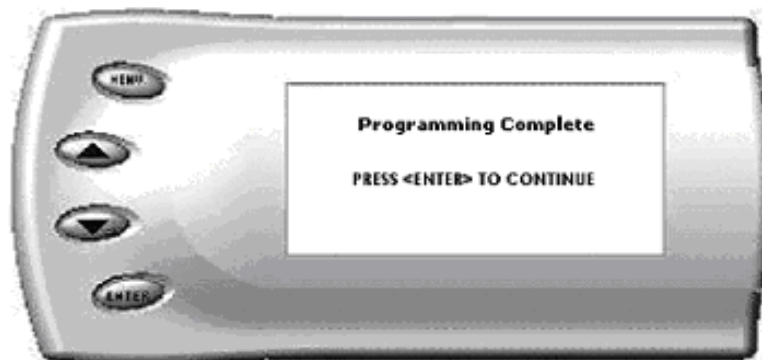 MENU
Programming Complete
PRESS <ENTER> TO CONTINUE
ENTER